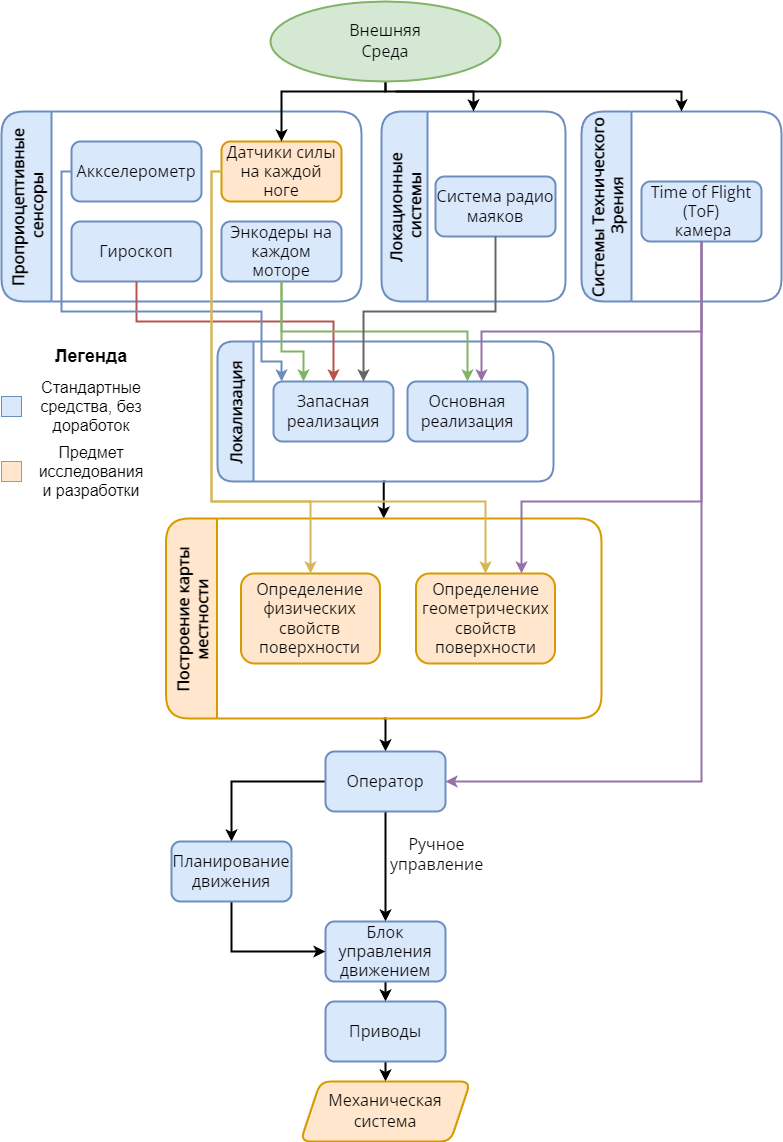 Внешняя
Среда
Проприоцептивные
сенсоры
Аккселерометр
Датчики силы
на каждой
ноге
Гироскоп
Энкодеры на
каждом
моторе
Локационные
системы
Система радио
маяков
Системы Технического
Зрения
Time of Flight
(ToF)
камера
Легенда
Стандартные
средства, без
доработок
Предмет
исследования
и разработки
Локализация
Запасная
реализация
Основная
реализация
Построение карты
местности
Определение
физических
свойств
поверхности
Определение
геометрических
свойств
поверхности
Оператор
Планирование
движения
Ручное
управление
Блок
управления
движением
Приводы
Механическая
система